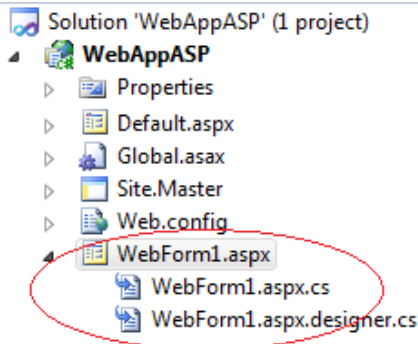 Solution 'WebAppASP' (1 project)
WebAppASP
Properties
Default.aspx
Global.asax
Site.Master
Web.config
WebForm1.aspx
WebForm1.aspx.cs
WebForm1.aspx.designer.cs